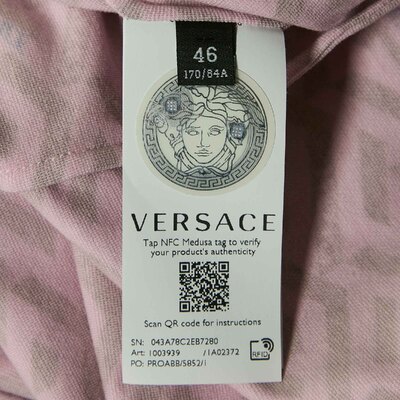 46
170/84A
VERSACE
Tap NFC Medusa tag to verify
your product's authenticity
Scan QR code for instructions
SN: 043A78C2EB7280
Art: 1003939 /1A02372
PO: PROABB/5852/1
RFID